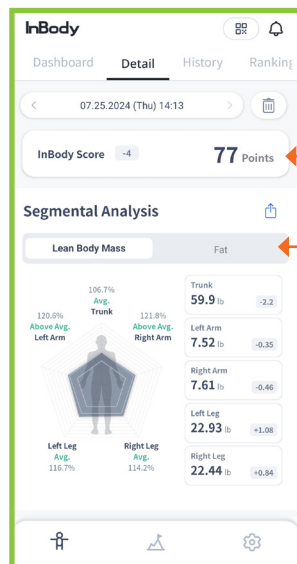 InBody
Dashboard Detail History Ranking
< 07.25.2024 (Thu) 14:13 >
InBody Score -4 77 Points
Segmental Analysis
Lean Body Mass Fat
106.7%
Avg.
Trunk
120.6%
Above Avg.
Left Arm
121.8%
Above Avg.
Right Arm
Left Leg
Avg.
116.7%
Right Leg
Avg.
114.2%
Trunk
59.9 lb -2.2
Left Arm
7.52 lb -0.35
Right Arm
7.61 lb -0.46
Left Leg
22.93 lb +1.08
Right Leg
22.44 lb +0.84